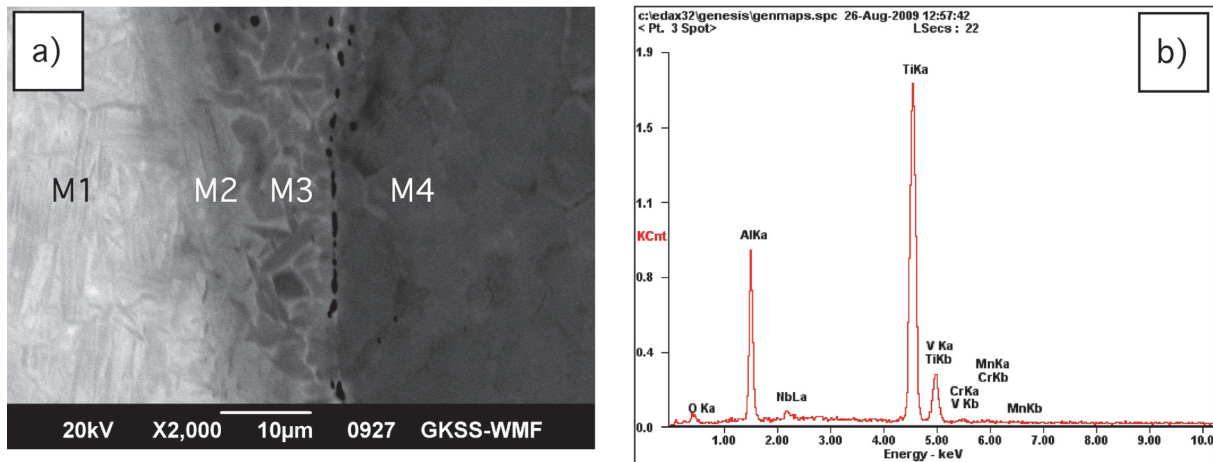 a)
M1 M2 M3 M4
20kV X2,000 10µm 0927 GKSS-WMF
c:\edax32\genesis\genmaps.spc 26-Aug-2009 12:57:42
< Pt. 3 Spot> LSecs : 22
b)
1.9
1.5
1.1
KCnt
0.8
0.4
0.0
TiKa
AlKa
V Ka
TiKb
MnKa
CrKb
CrKa
V Kb
MnKb
NbLa
O Ka
1.00 2.00 3.00 4.00 5.00 6.00 7.00 8.00 9.00 10.0
Energy - keV